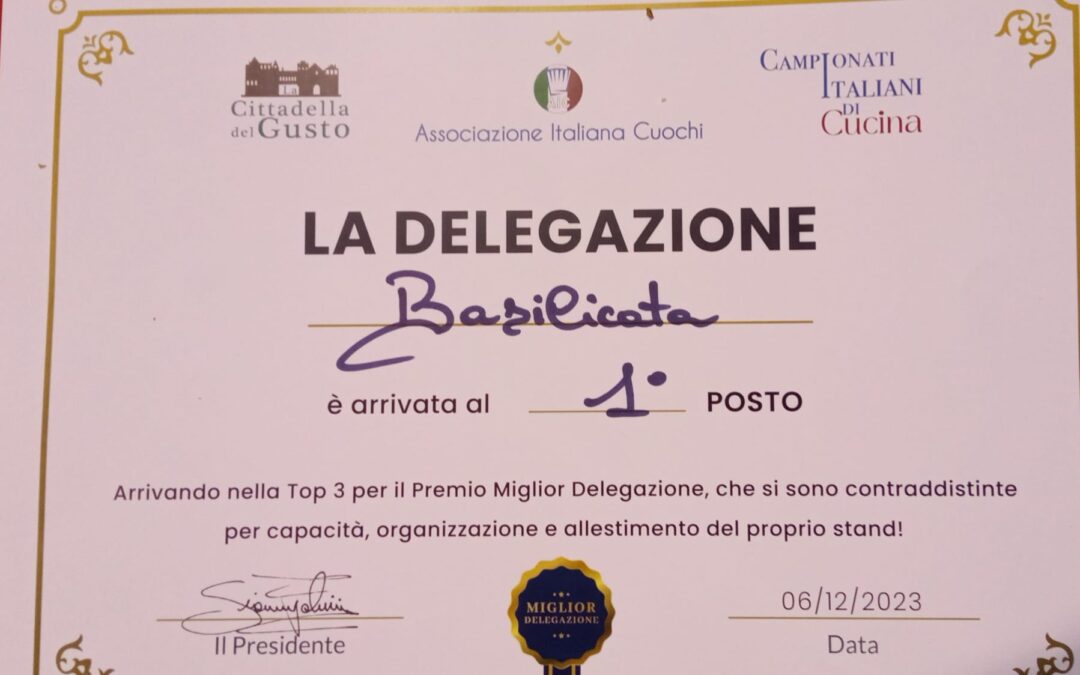 La
Cittadella
del Gusto
Associazione Italiana Cuochi
CAMPIONATI
ITALIANI
DI
Cucina
LA DELEGAZIONE
Basilicata
è arrivata al 1° POSTO
Arrivando nella Top 3 per il Premio Miglior Delegazione, che si sono contraddistinte
per capacità, organizzazione e allestimento del proprio stand!
Il Presidente
MIGLIOR
DELEGAZIONE
06/12/2023
Data